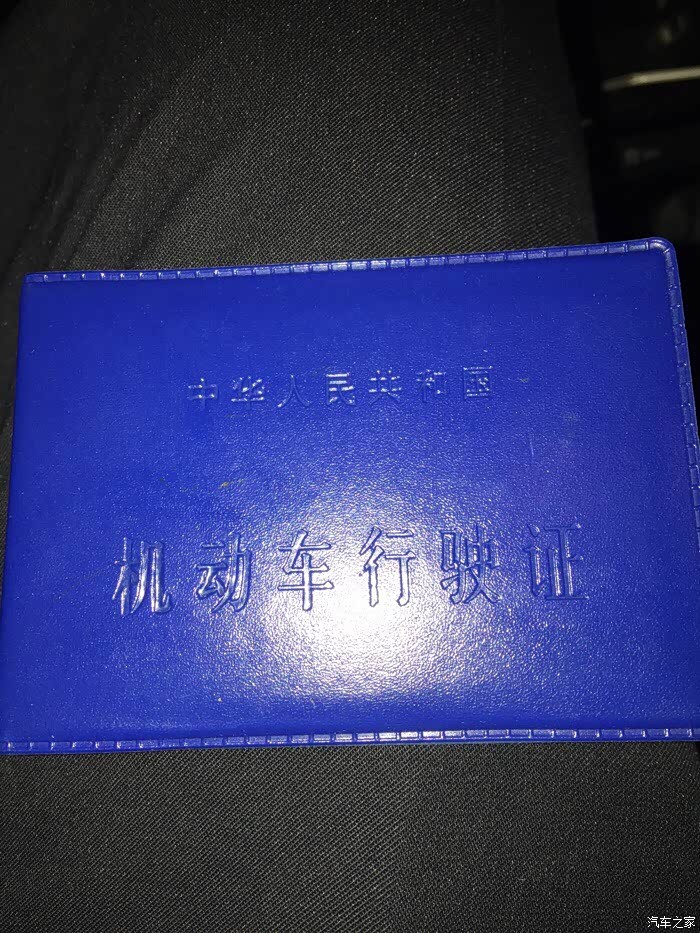 中华人民共和国
机动车行驶证
汽车之家